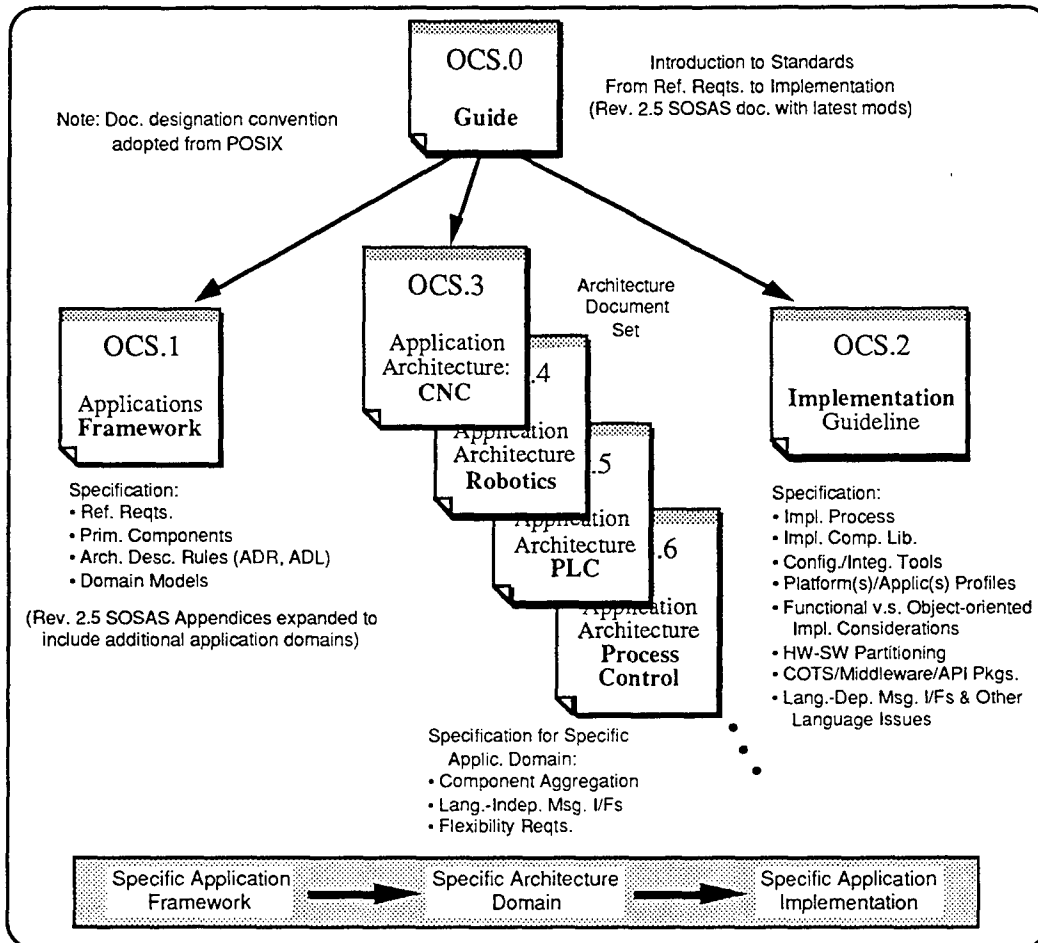 OCS.0
Guide
Introduction to Standards
From Ref. Reqts. to Implementation
(Rev. 2.5 SOSAS doc. with latest mods)
Note: Doc. designation convention
adopted from POSIX
OCS.1
Applications
Framework
Specification:
• Ref. Reqts.
• Prim. Components
• Arch. Desc. Rules (ADR, ADL)
• Domain Models
(Rev. 2.5 SOSAS Appendices expanded to
include additional application domains)
OCS.3
Application
Architecture:
CNC
Architecture
Document
Set
.4
Application
Architecture
Robotics
.5
Application
Architecture
PLC
.6
Application
Architecture
Process
Control
Specification for Specific
Applic. Domain:
• Component Aggregation
• Lang.-Indep. Msg. I/Fs
• Flexibility Reqts.
OCS.2
Implementation
Guideline
Specification:
• Impl. Process
• Impl. Comp. Lib.
• Config./Integ. Tools
• Platform(s)/Applic(s) Profiles
• Functional v.s. Object-oriented
Impl. Considerations
• HW-SW Partitioning
• COTS/Middleware/API Pkgs.
• Lang.-Dep. Msg. I/Fs & Other
Language Issues
Specific Application
Framework
Specific Architecture
Domain
Specific Application
Implementation